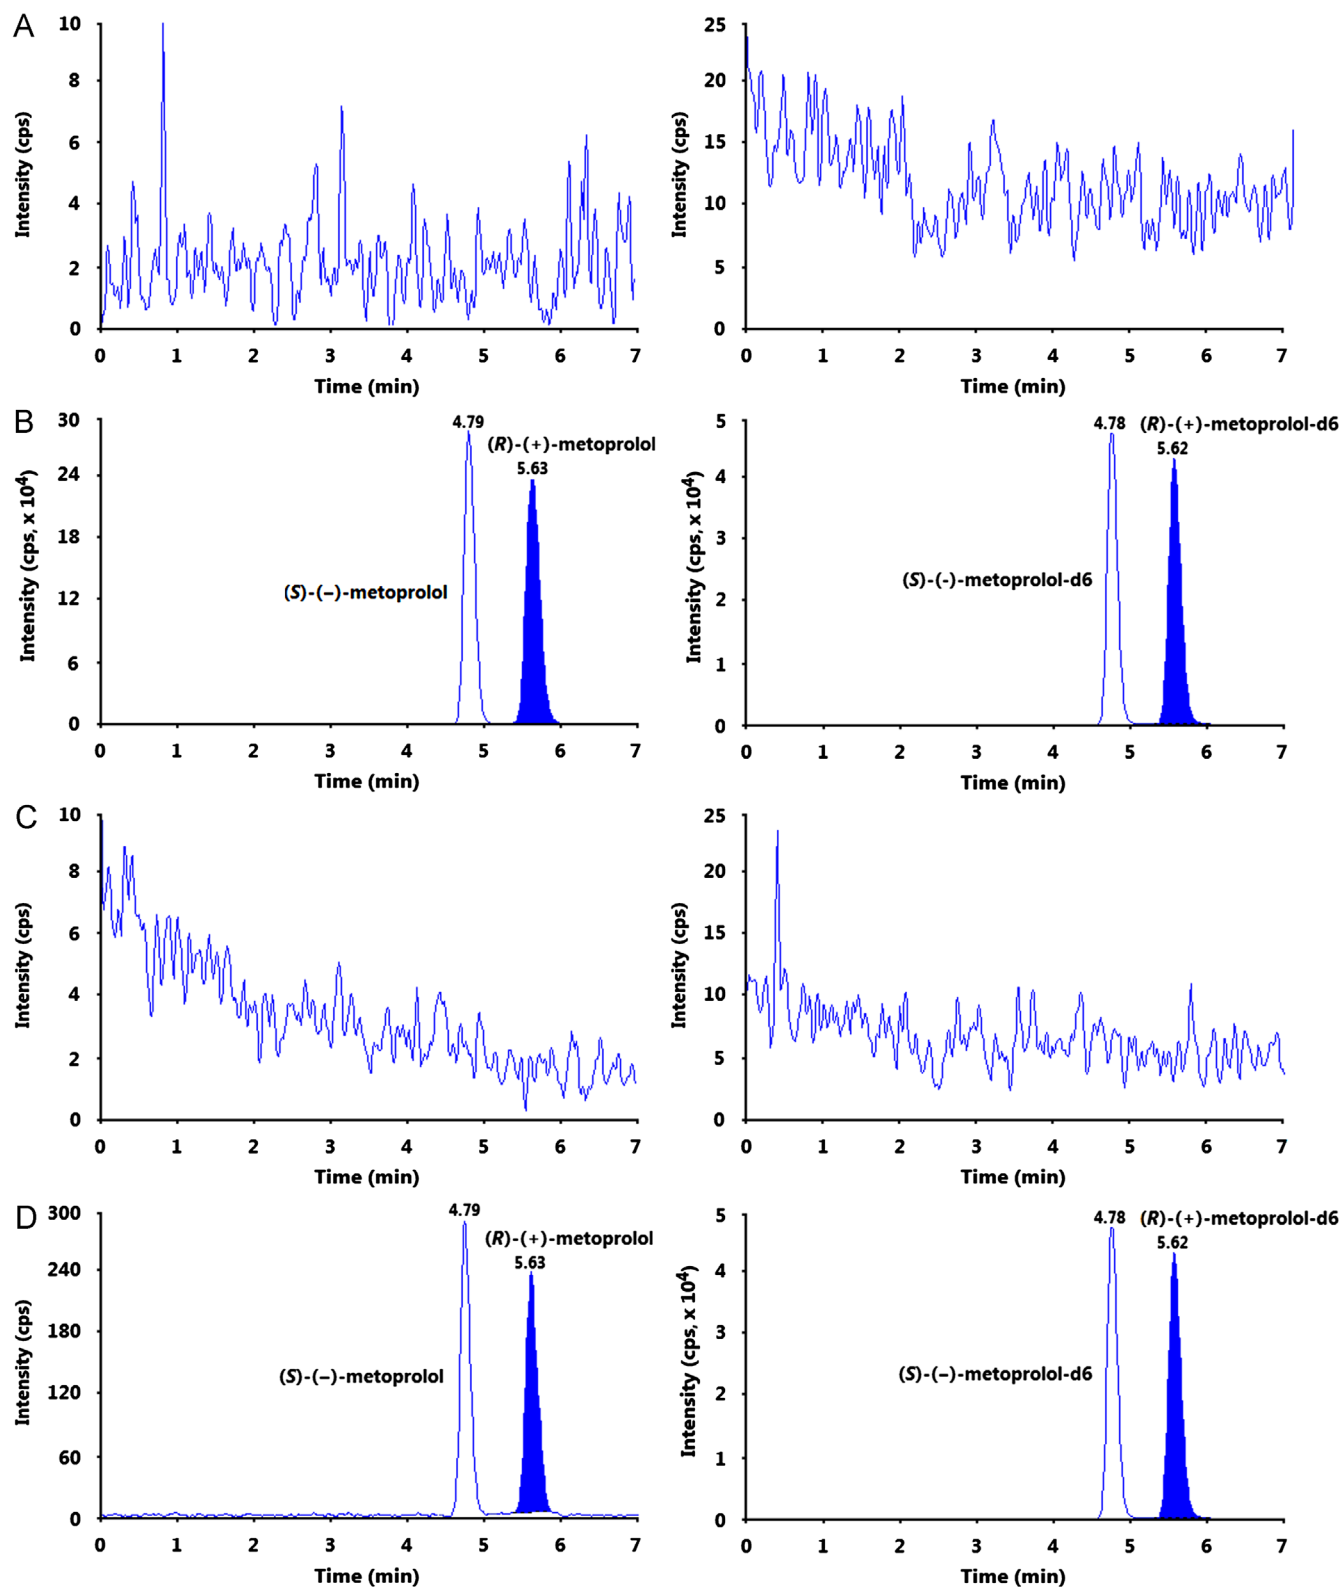 A
10
8
6
4
2
0
Intensity (cps)
0 1 2 3 4 5 6 7
Time (min)
25
20
15
10
5
0
Intensity (cps)
0 1 2 3 4 5 6 7
Time (min)
B
30
24
18
12
6
0
Intensity (cps, x 10⁴)
4.79
(R)-(+)-metoprolol
5.63
(S)-(−)-metoprolol
0 1 2 3 4 5 6 7
Time (min)
5
4
3
2
1
0
Intensity (cps, x 10⁴)
4.78
(R)-(+)-metoprolol-d6
5.62
(S)-(-)-metoprolol-d6
0 1 2 3 4 5 6 7
Time (min)
C
10
8
6
4
2
0
Intensity (cps)
0 1 2 3 4 5 6 7
Time (min)
25
20
15
10
5
0
Intensity (cps)
0 1 2 3 4 5 6 7
Time (min)
D
300
240
180
120
60
0
Intensity (cps)
4.79
(R)-(+)-metoprolol
5.63
(S)-(−)-metoprolol
0 1 2 3 4 5 6 7
Time (min)
5
4
3
2
1
0
Intensity (cps, x 10⁴)
4.78
(R)-(+)-metoprolol-d6
5.62
(S)-(−)-metoprolol-d6
0 1 2 3 4 5 6 7
Time (min)